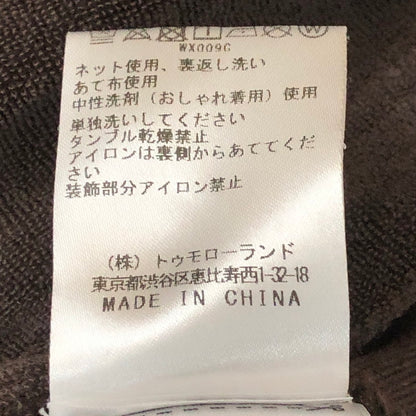 WX009C
ネット使用、裏返し洗い
あて布使用
中性洗剤（おしゃれ着用）使用
単独洗いしてください
タンブル乾燥禁止
アイロンは裏側からあててくだ
さい
装飾部分アイロン禁止
（株）トゥモローランド
東京都渋谷区恵比寿西1-32-18
MADE IN CHINA